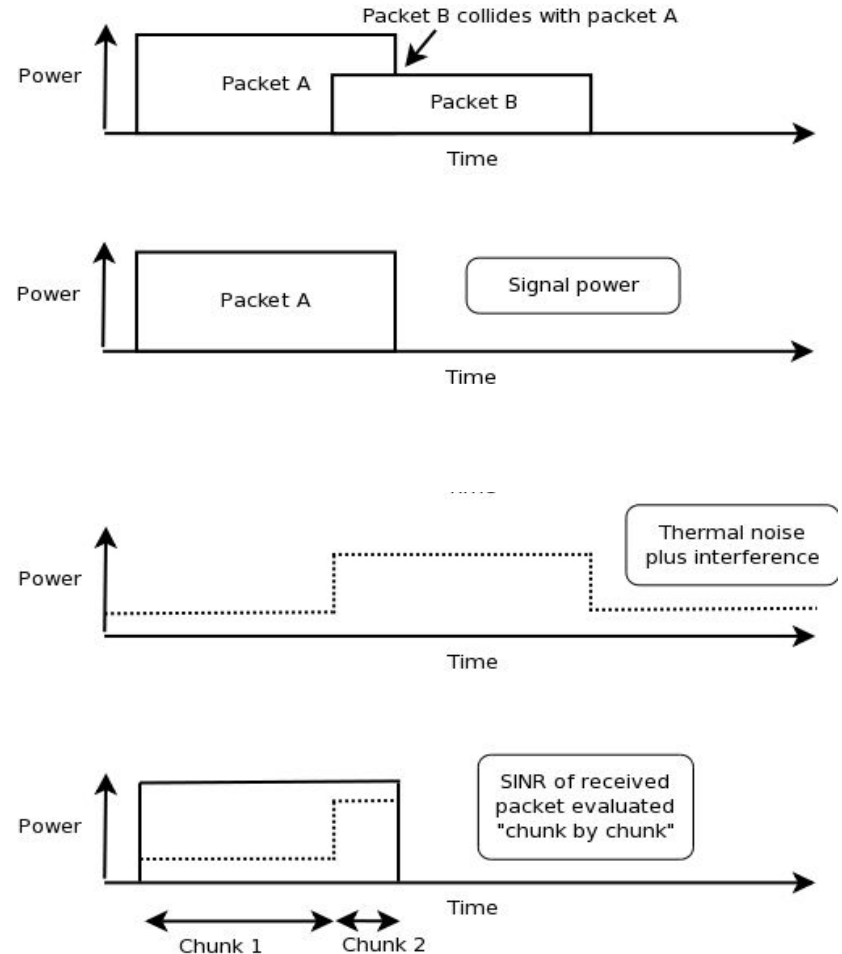 Packet B collides with packet A
Power
Packet A
Packet B
Time
Power
Packet A
Signal power
Time
Thermal noise
plus interference
Power
Time
SINR of received
packet evaluated
"chunk by chunk"
Power
Time
Chunk 1
Chunk 2